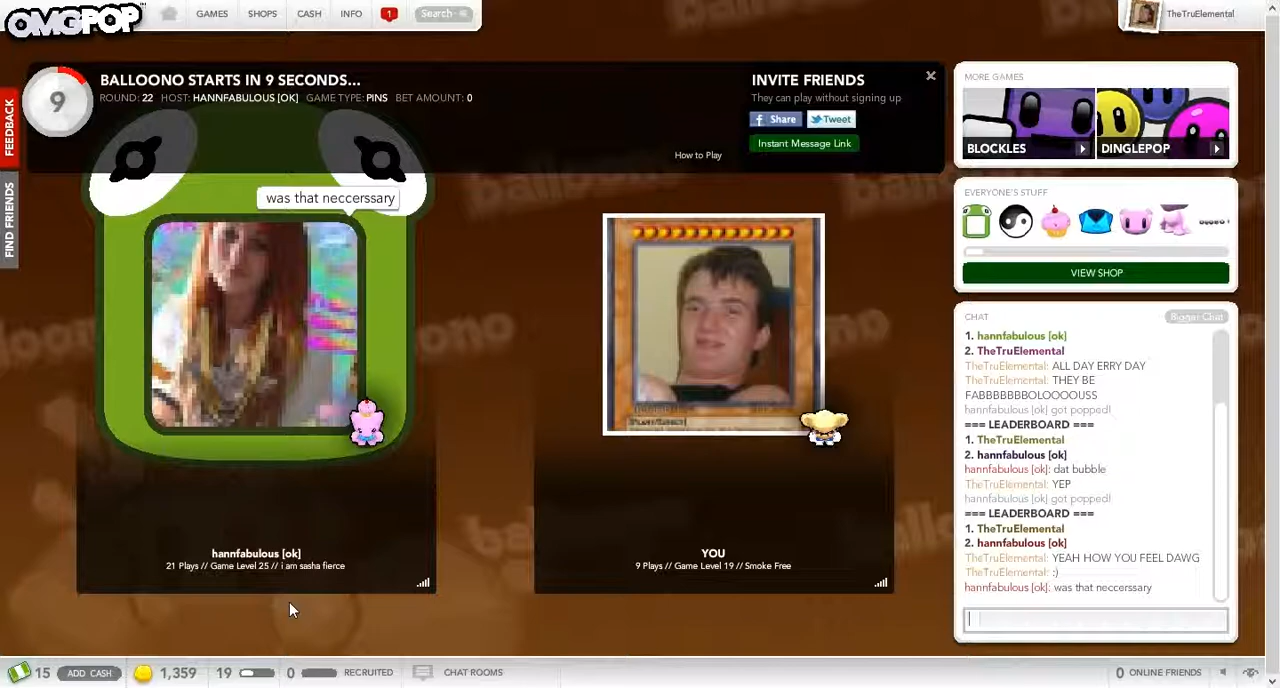 OMGPOP
GAMES SHOPS CASH INFO 1 Search
TheTruElemental
FEEDBACK
FIND FRIENDS
9
BALLOONO STARTS IN 9 SECONDS...
ROUND: 22 HOST: HANNFABULOUS [OK] GAME TYPE: PINS BET AMOUNT: 0
INVITE FRIENDS
They can play without signing up
Share Tweet
Instant Message Link
How to Play
was that neccerssary
hannfabulous [ok]
21 Plays // Game Level 25 // i am sasha fierce
YOU
9 Plays // Game Level 19 // Smoke Free
MORE GAMES
BLOCKLES DINGLEPOP
EVERYONE'S STUFF
VIEW SHOP
CHAT Bigger Chat
1. hannfabulous [ok]
2. TheTruElemental
TheTruElemental: ALL DAY ERRY DAY
TheTruElemental: THEY BE
FABBBBBBBOLOOOOUSS
hannfabulous [ok] got popped!
=== LEADERBOARD ===
1. TheTruElemental
2. hannfabulous [ok]
hannfabulous [ok]: dat bubble
TheTruElemental: YEP
hannfabulous [ok] got popped!
=== LEADERBOARD ===
1. TheTruElemental
2. hannfabulous [ok]
TheTruElemental: YEAH HOW YOU FEEL DAWG
TheTruElemental: :)
hannfabulous [ok]: was that neccerssary
15 ADD CASH 1,359 19 0 RECRUITED CHAT ROOMS 0 ONLINE FRIENDS
balloono
balloono
balloono